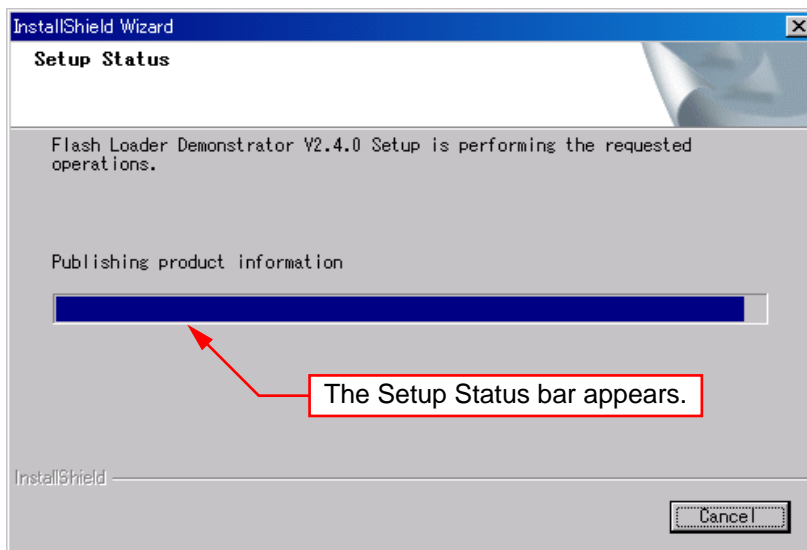 InstallShield Wizard
Setup Status
Flash Loader Demonstrator V2.4.0 Setup is performing the requested
operations.
Publishing product information
The Setup Status bar appears.
InstallShield
Cancel